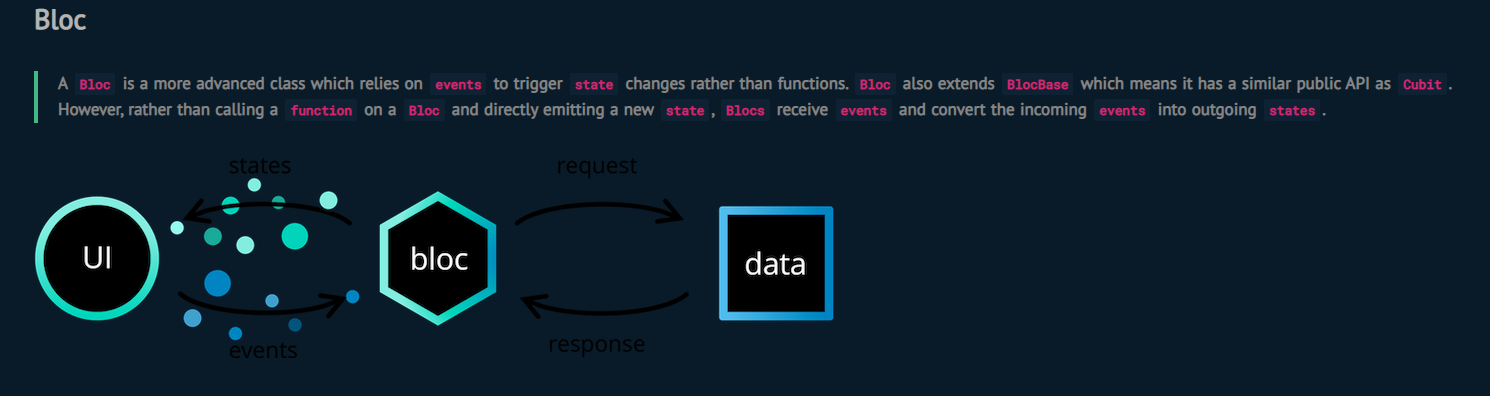 Bloc
A Bloc is a more advanced class which relies on events to trigger state changes rather than functions. Bloc also extends BlocBase which means it has a similar public API as Cubit.
However, rather than calling a function on a Bloc and directly emitting a new state, Blocs receive events and convert the incoming events into outgoing states.
states
request
UI
bloc
data
events
response